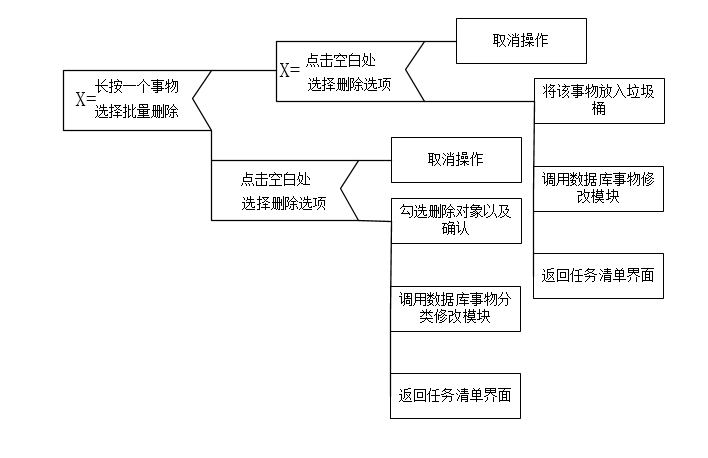 取消操作
X=
点击空白处
选择删除选项
X=
长按一个事物
选择批量删除
将该事物放入垃圾
桶
取消操作
点击空白处
选择删除选项
调用数据库事物修
改模块
勾选删除对象以及
确认
返回任务清单界面
调用数据库事物分
类修改模块
返回任务清单界面